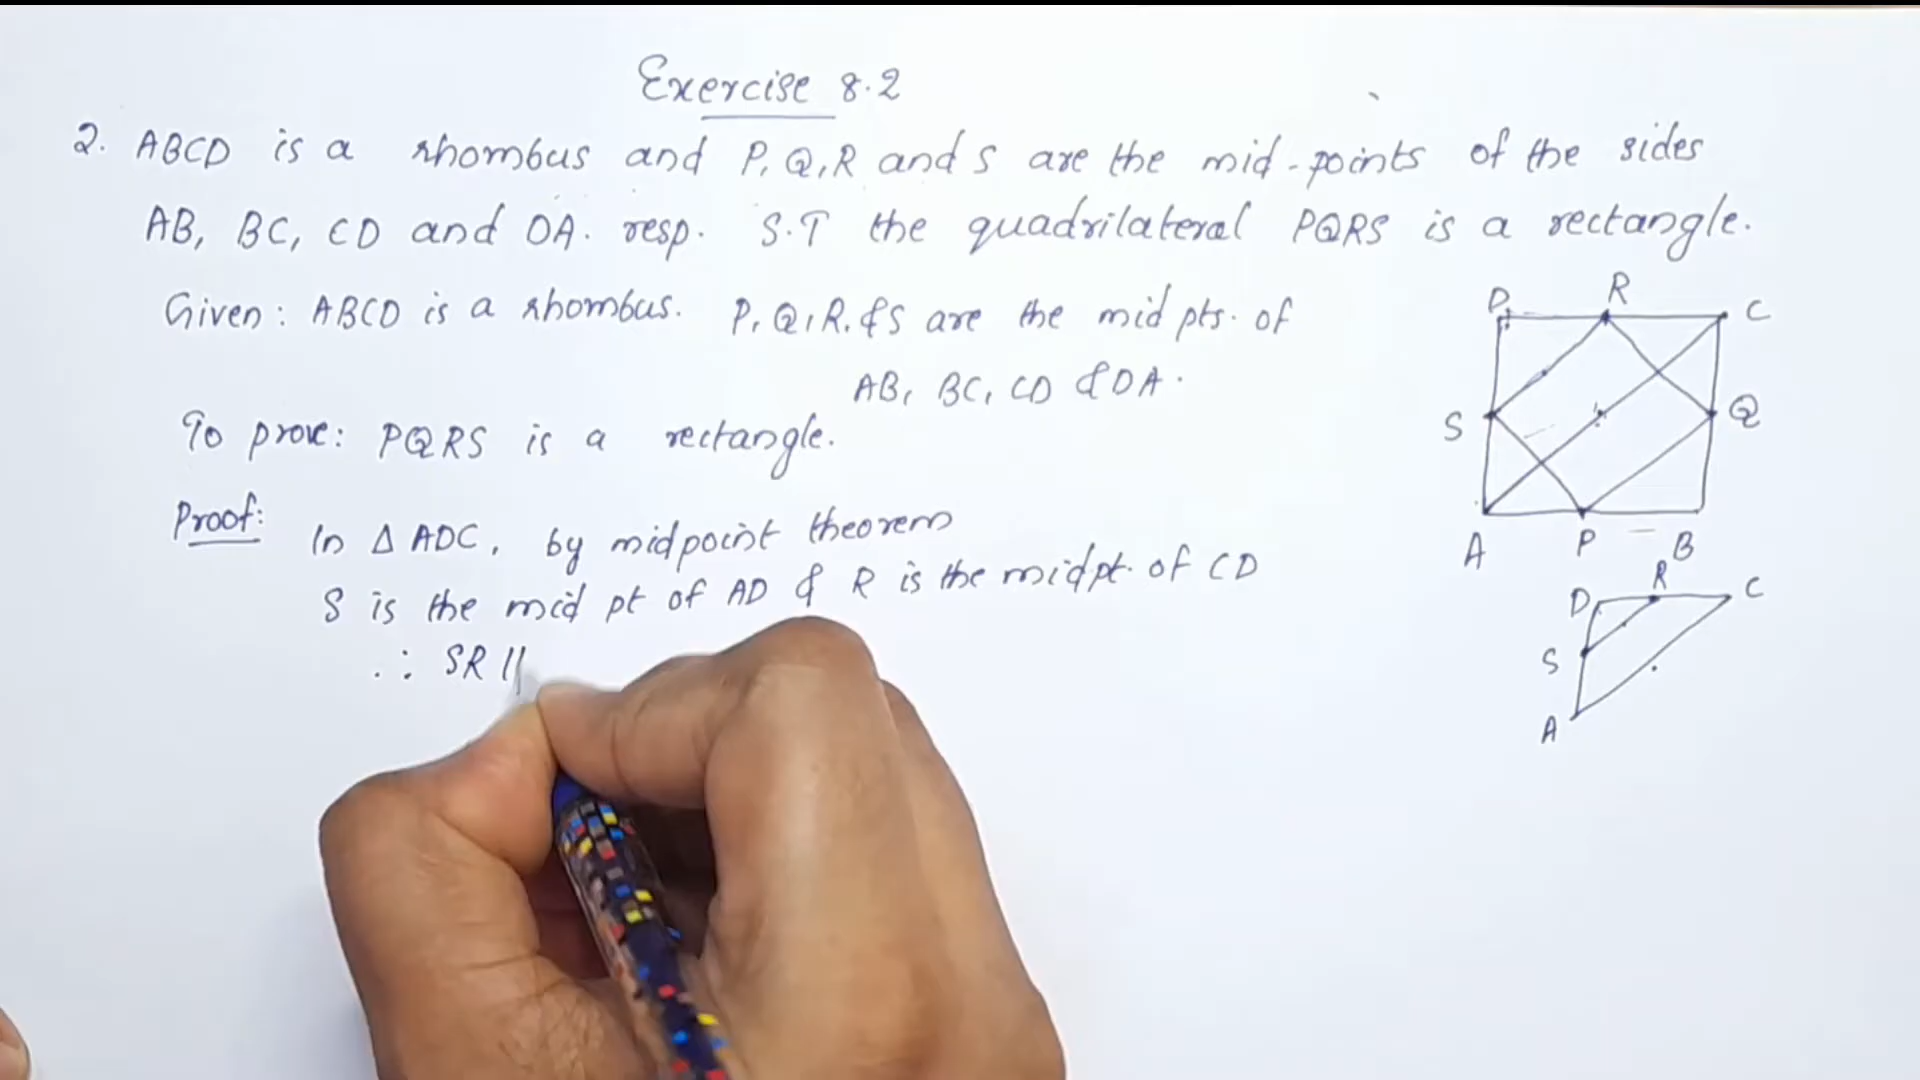 Exercise 8.2
2. ABCD is a rhombus and P, Q, R and S are the mid-points of the sides
AB, BC, CD and DA. resp. S.T the quadrilateral PQRS is a rectangle.
Given: ABCD is a rhombus. P, Q, R. & S are the mid pts. of
AB, BC, CD & DA.
To prove: PQRS is a rectangle.
Proof: In △ ADC, by midpoint theorem
S is the mid pt of AD & R is the midpt. of CD
∴ SR ||
D R C
S Q
A P B
D R C
S
A